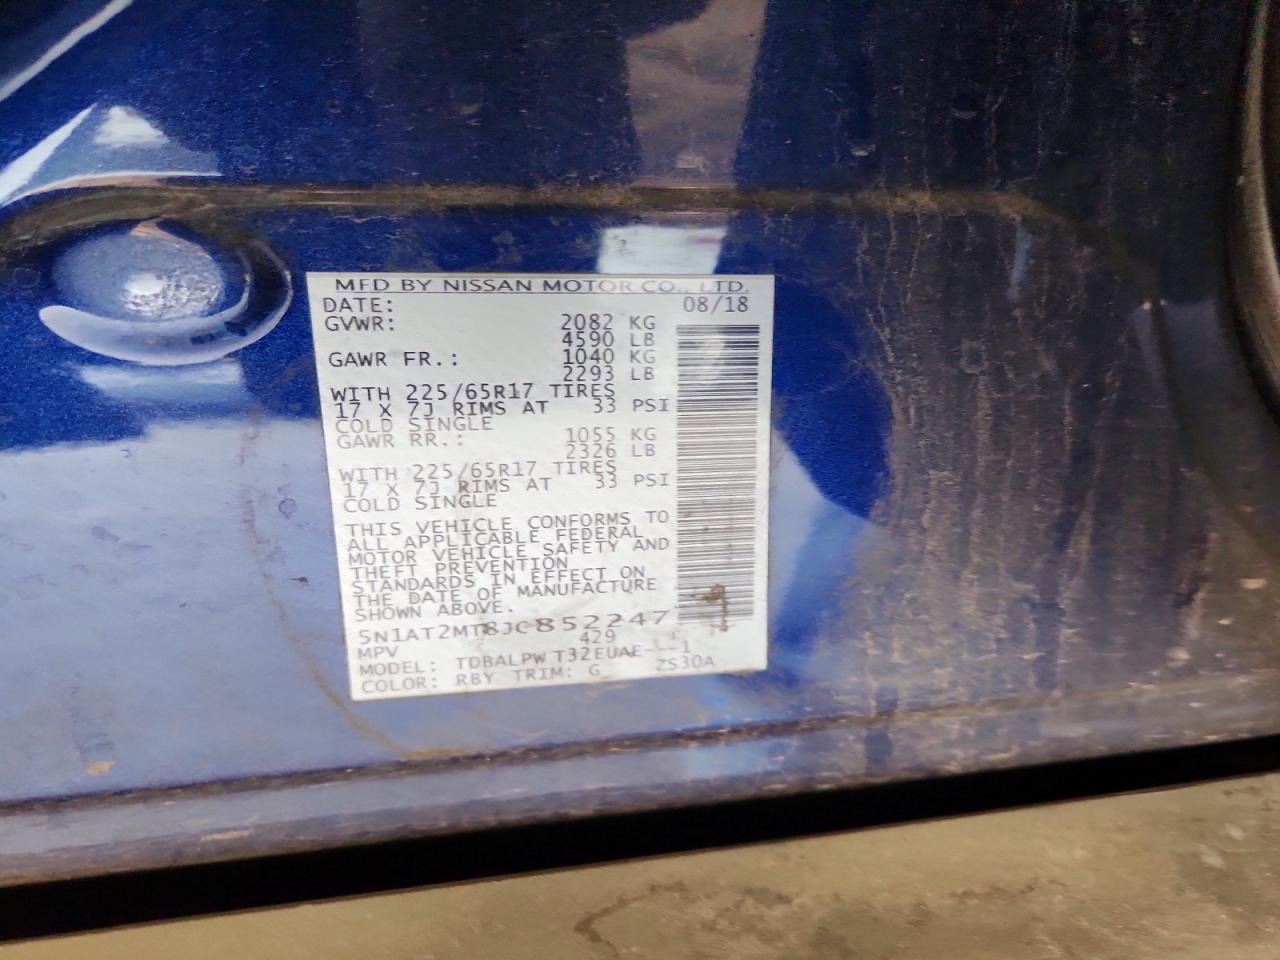 MFD BY NISSAN MOTOR CO., LTD.
DATE: 08/18
GVWR: 2082 KG
4590 LB
GAWR FR.: 1040 KG
2293 LB
WITH 225/65R17 TIRES
17 X 7J RIMS AT 33 PSI
COLD SINGLE
GAWR RR.: 1055 KG
2326 LB
WITH 225/65R17 TIRES
17 X 7J RIMS AT 33 PSI
COLD SINGLE
THIS VEHICLE CONFORMS TO
ALL APPLICABLE FEDERAL
MOTOR VEHICLE SAFETY AND
THEFT PREVENTION
STANDARDS IN EFFECT ON
THE DATE OF MANUFACTURE
SHOWN ABOVE.
5N1AT2MT8JC852247
MPV 429
MODEL: TDBALPW T32EUAE---1
COLOR: RBY TRIM: G ZS30A